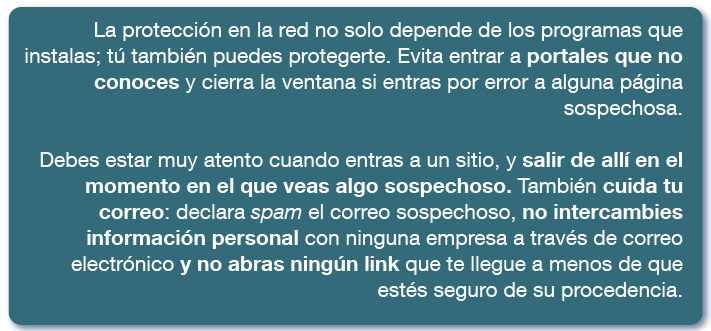 La protección en la red no solo depende de los programas que
instalas; tú también puedes protegerte. Evita entrar a portales que no
conoces y cierra la ventana si entras por error a alguna página
sospechosa.
Debes estar muy atento cuando entras a un sitio, y salir de allí en el
momento en el que veas algo sospechoso. También cuida tu
correo: declara spam el correo sospechoso, no intercambies
información personal con ninguna empresa a través de correo
electrónico y no abras ningún link que te llegue a menos de que
estés seguro de su procedencia.